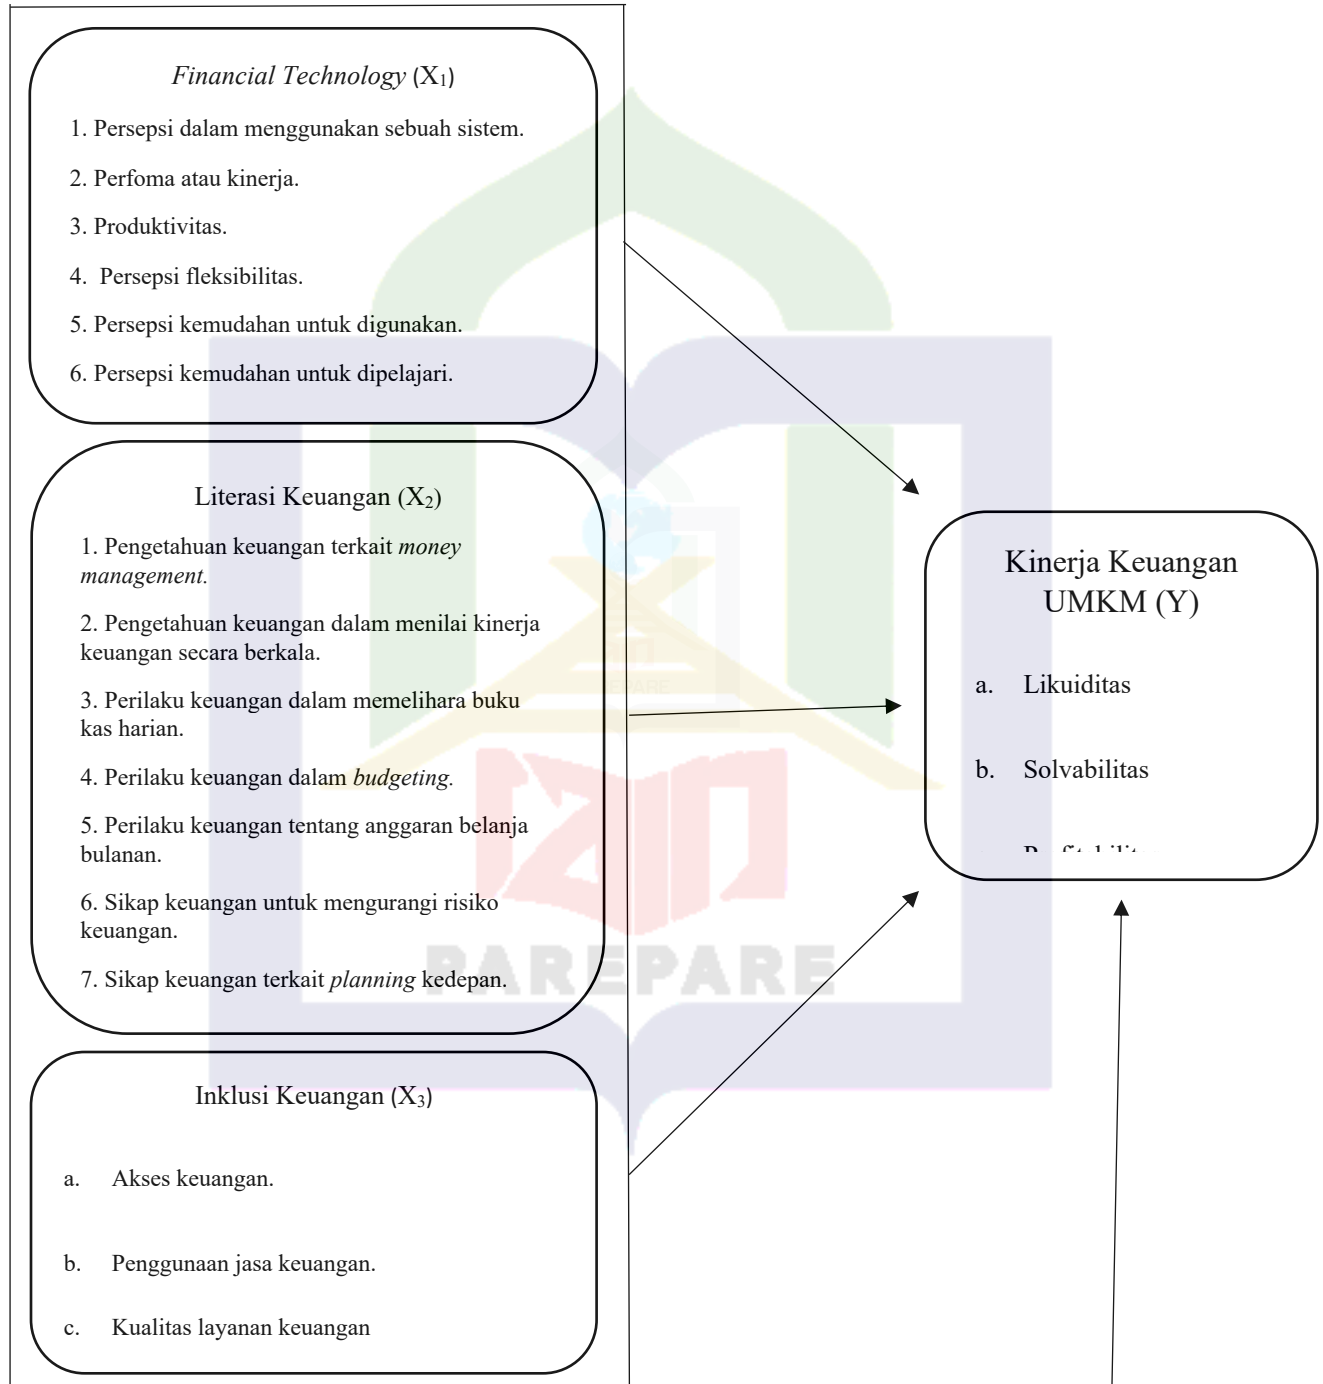 Financial Technology (X1)
1. Persepsi dalam menggunakan sebuah sistem.
2. Perfoma atau kinerja.
3. Produktivitas.
4. Persepsi fleksibilitas.
5. Persepsi kemudahan untuk digunakan.
6. Persepsi kemudahan untuk dipelajari.
Literasi Keuangan (X2)
1. Pengetahuan keuangan terkait money
management.
2. Pengetahuan keuangan dalam menilai kinerja
keuangan secara berkala.
3. Perilaku keuangan dalam memelihara buku
kas harian.
4. Perilaku keuangan dalam budgeting.
5. Perilaku keuangan tentang anggaran belanja
bulanan.
6. Sikap keuangan untuk mengurangi risiko
keuangan.
7. Sikap keuangan terkait planning kedepan.
Inklusi Keuangan (X3)
a. Akses keuangan.
b. Penggunaan jasa keuangan.
c. Kualitas layanan keuangan
Kinerja Keuangan
UMKM (Y)
a. Likuiditas
b. Solvabilitas
PAREPARE